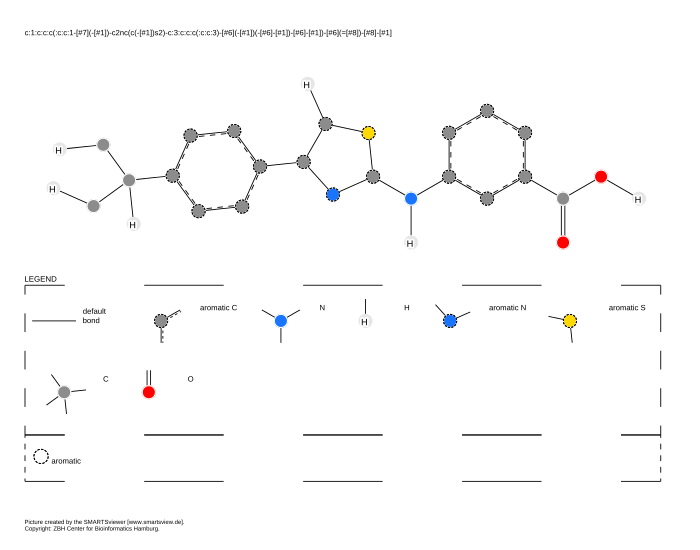 c:1:c:c:c(:c:c:1-[#7](-[#1])-c2nc(c(-[#1])s2)-c:3:c:c:c(:c:c:3)-[#6](-[#1])(-[#6]-[#1])-[#6]-[#1])-[#6](=[#8])-[#8]-[#1]
H
H
H
H
H
H
LEGEND
default
bond
aromatic C
N
H
H
aromatic N
aromatic S
C
O
aromatic
Picture created by the SMARTSviewer [www.smartsview.de].
Copyright: ZBH Center for Bioinformatics Hamburg.